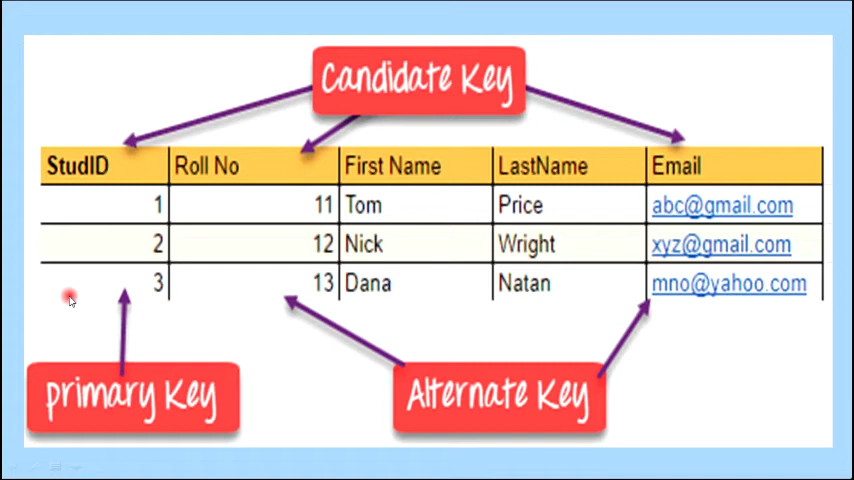 Candidate Key
StudID Roll No First Name LastName Email
1 11 Tom Price abc@gmail.com
2 12 Nick Wright xyz@gmail.com
3 13 Dana Natan mno@yahoo.com
primary Key Alternate Key